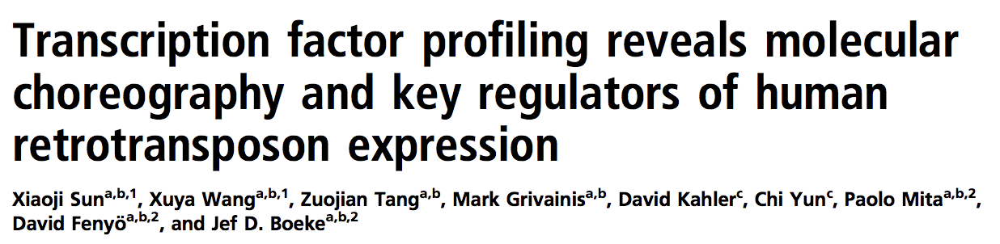 Transcription factor profiling reveals molecular
choreography and key regulators of human
retrotransposon expression
Xiaoji Sunᵃ,ᵇ,¹, Xuya Wangᵃ,ᵇ,¹, Zuojian Tangᵃ,ᵇ, Mark Grivainisᵃ,ᵇ, David Kahlerᶜ, Chi Yunᶜ, Paolo Mitaᵃ,ᵇ,²,
David Fenyöᵃ,ᵇ,², and Jef D. Boekeᵃ,ᵇ,²